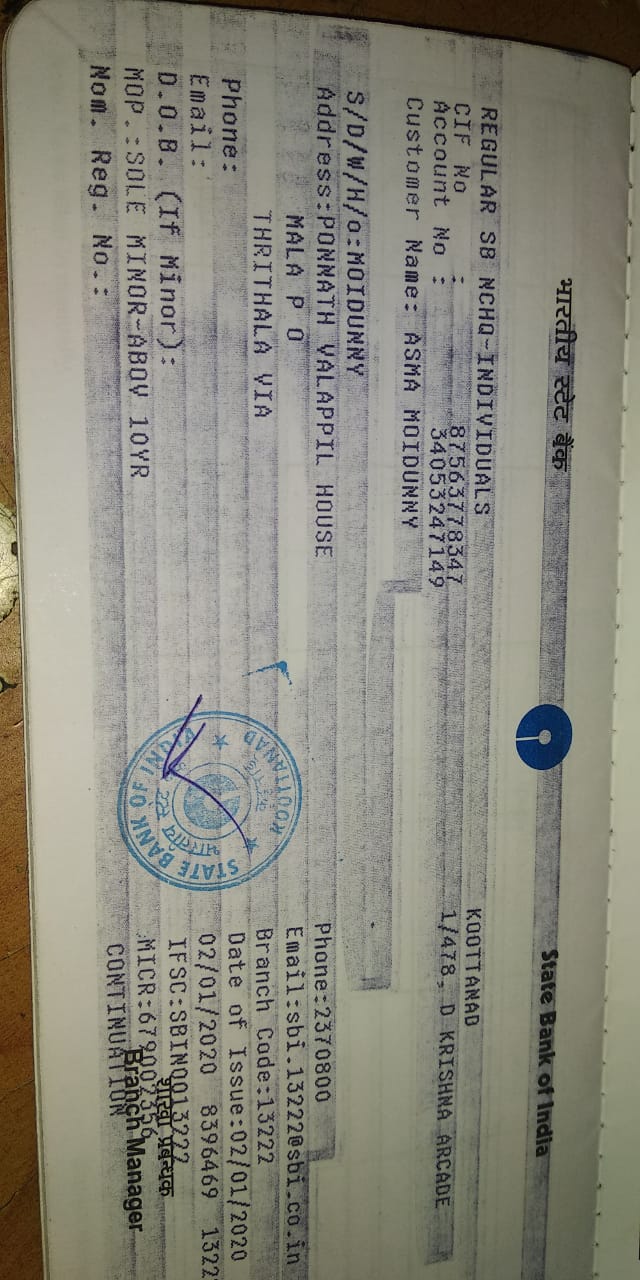 भारतीय स्टेट बैंक
State Bank of India
REGULAR SB NCHQ-INDIVIDUALS
KOOTTANAD
CIF No : 87563778347
1/478, D KRISHNA ARCADE
Account No : 34053247149
Customer Name: ASMA MOIDUNNY
S/D/W/H/o:MOIDUNNY
Address:PONNATH VALAPPIL HOUSE
Phone:2370800
MALA P O
Email:sbi.13222@sbi.co.in
THRITHALA VIA
Branch Code:13222
Phone:
Date of Issue:02/01/2020
Email:
02/01/2020 8396469 1322
D.O.B. (If Minor):
IFSC:SBIN0013222
MOP.:SOLE MINOR-ABOV 10YR
MICR:679002356
Nom. Reg. No.:
CONTINUATION
शाखा प्रबन्धक
Branch Manager
STATE BANK OF INDIA
भारतीय स्टेट
KOOTTANAD